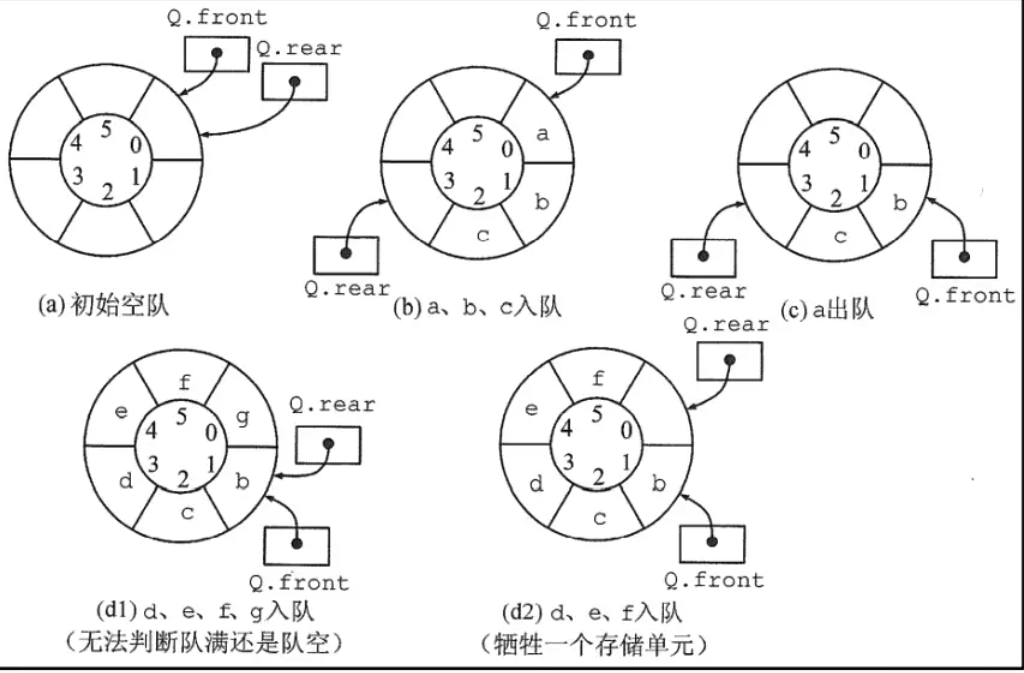 Q.front
Q.rear
5
4
0
3
1
2
(a)初始空队
Q.front
a
5
4
0
3
1
2
b
c
Q.rear
(b)a、b、c入队
5
4
0
3
1
2
b
c
Q.rear
Q.front
(c)a出队
f
e
g
5
4
0
3
1
2
d
b
c
Q.rear
Q.front
(d1)d、e、f、g入队
（无法判断队满还是队空）
Q.rear
f
e
5
4
0
3
1
2
d
b
c
Q.front
(d2)d、e、f入队
（牺牲一个存储单元）